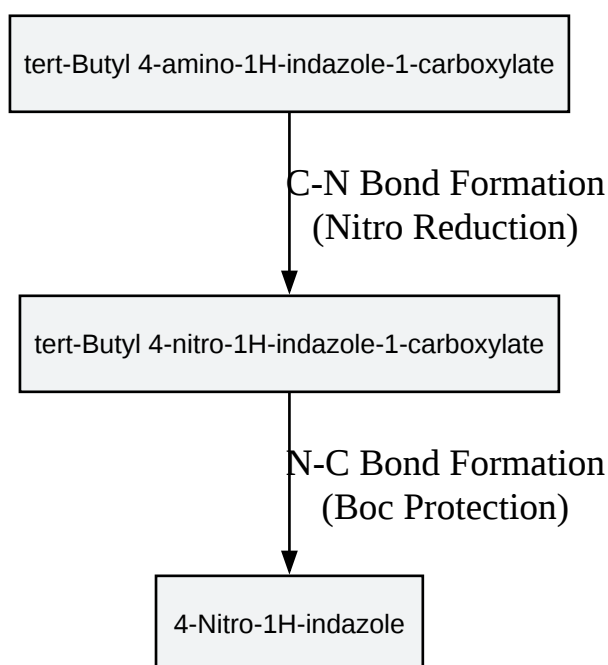 tert-Butyl 4-amino-1H-indazole-1-carboxylate
C-N Bond Formation
(Nitro Reduction)
tert-Butyl 4-nitro-1H-indazole-1-carboxylate
N-C Bond Formation
(Boc Protection)
4-Nitro-1H-indazole